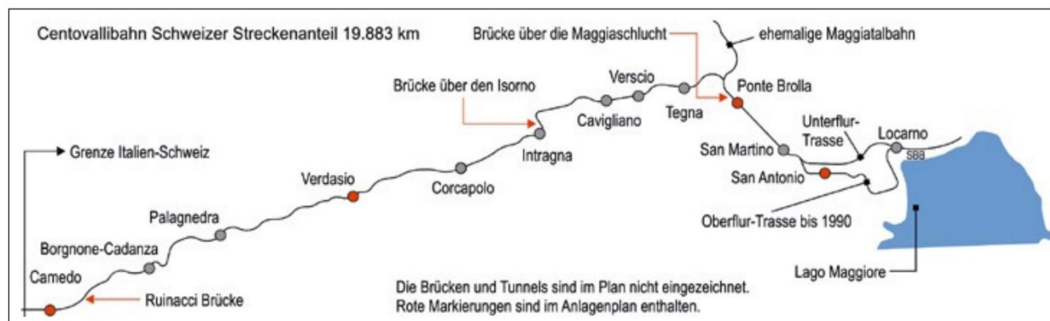 Centovallibahn Schweizer Streckenanteil 19.883 km
Brücke über die Maggiaschlucht
ehemalige Maggiatalbahn
Brücke über den Isorno
Verscio
Ponte Brolla
Cavigliano
Tegna
Unterflur-
Trasse
Locarno
SBB
Grenze Italien-Schweiz
Intragna
San Martino
Verdasio
Corcapolo
San Antonio
Palagnedra
Oberflur-Trasse bis 1990
Borgnone-Cadanza
Camedo
Lago Maggiore
Ruinacci Brücke
Die Brücken und Tunnels sind im Plan nicht eingezeichnet.
Rote Markierungen sind im Anlagenplan enthalten.